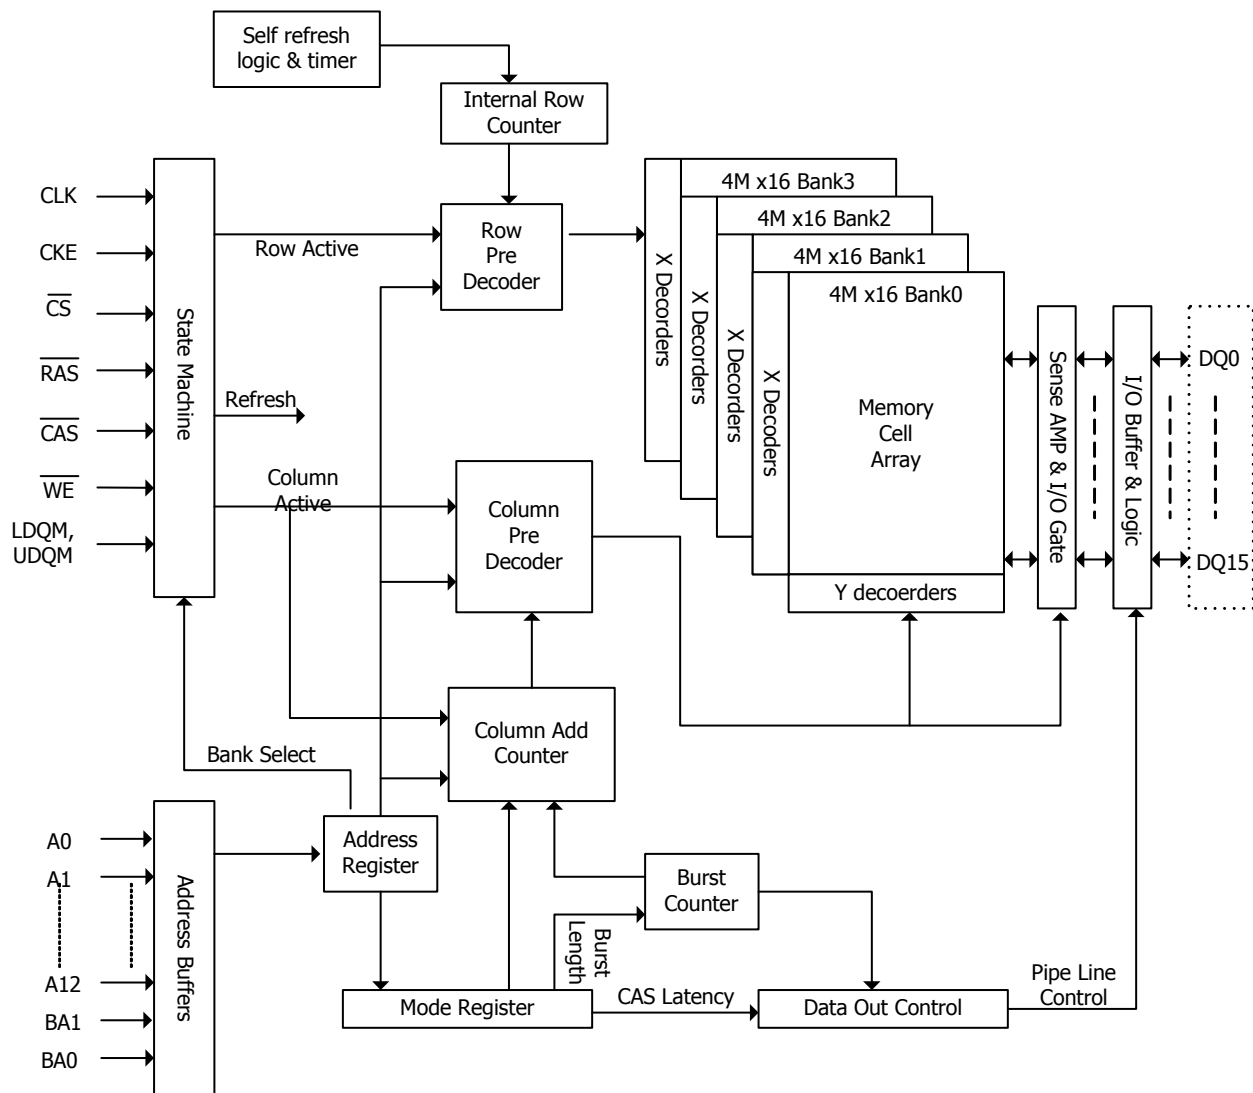 Self refresh
logic & timer
Internal Row
Counter
CLK
CKE
CS
RAS
CAS
WE
LDQM,
UDQM
State Machine
Row Active
Refresh
Column
Active
Row
Pre
Decoder
Column
Pre
Decoder
4M x16 Bank3
4M x16 Bank2
4M x16 Bank1
4M x16 Bank0
X Decorders
X Decorders
X Decorders
X Decoders
Memory
Cell
Array
Y decoerders
Sense AMP & I/O Gate
I/O Buffer & Logic
DQ0
DQ15
Column Add
Counter
Bank Select
A0
A1
A12
BA1
BA0
Address Buffers
Address
Register
Burst
Counter
Burst
Length
Mode Register
CAS Latency
Data Out Control
Pipe Line
Control